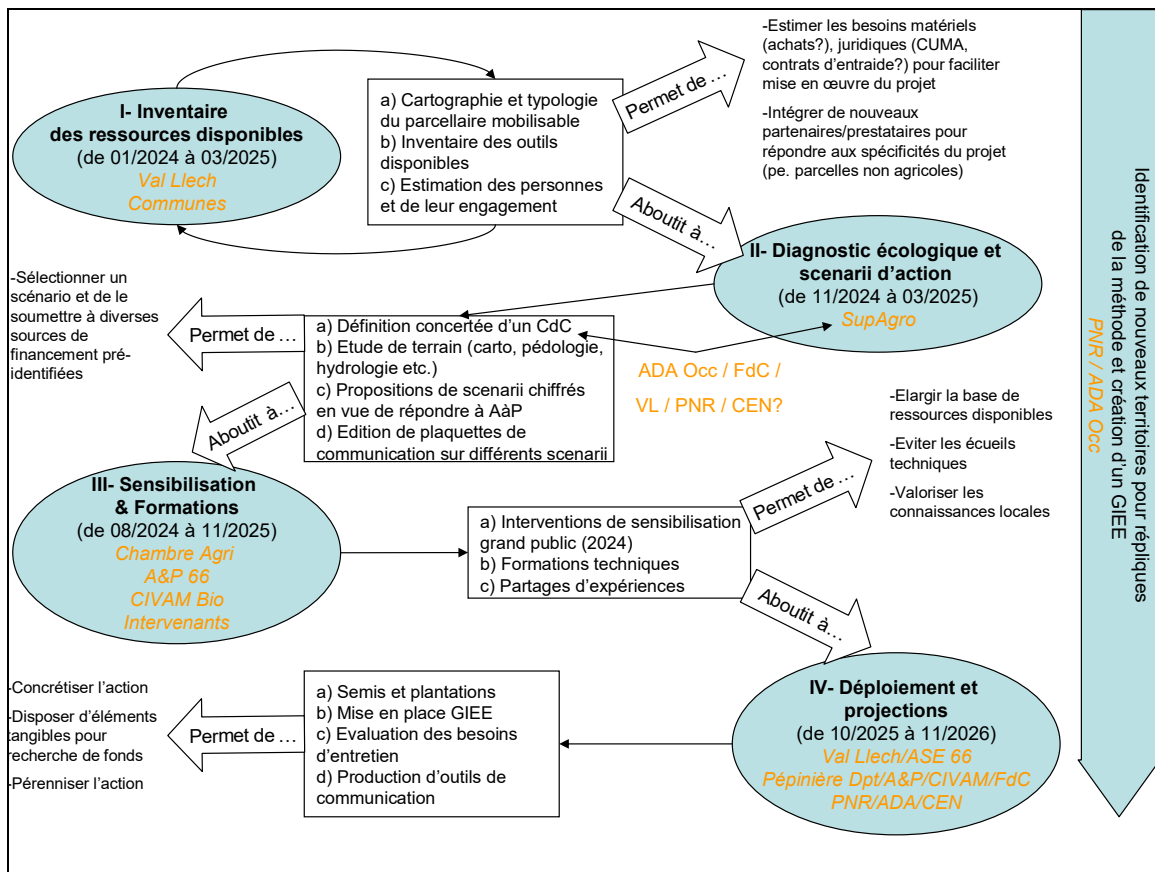 I- Inventaire
des ressources disponibles
(de 01/2024 à 03/2025)
Val Llech
Communes
a) Cartographie et typologie
du parcellaire mobilisable
b) Inventaire des outils
disponibles
c) Estimation des personnes
et de leur engagement
Permet de ...
-Estimer les besoins matériels
(achats?), juridiques (CUMA,
contrats d'entraide?) pour faciliter
mise en œuvre du projet
-Intégrer de nouveaux
partenaires/prestataires pour
répondre aux spécificités du projet
(pe. parcelles non agricoles)
Aboutit à...
II- Diagnostic écologique et
scenarii d'action
(de 11/2024 à 03/2025)
SupAgro
a) Définition concertée d'un CdC
b) Etude de terrain (carto, pédologie,
hydrologie etc.)
c) Propositions de scenarii chiffrés
en vue de répondre à AàP
d) Edition de plaquettes de
communication sur différents scenarii
ADA Occ / FdC /
VL / PNR / CEN?
Permet de ...
-Sélectionner un
scénario et de le
soumettre à diverses
sources de
financement pré-
identifiées
Aboutit à...
III- Sensibilisation
& Formations
(de 08/2024 à 11/2025)
Chambre Agri
A&P 66
CIVAM Bio
Intervenants
a) Interventions de sensibilisation
grand public (2024)
b) Formations techniques
c) Partages d'expériences
Permet de ...
-Elargir la base de
ressources disponibles
-Eviter les écueils
techniques
-Valoriser les
connaissances locales
Aboutit à...
IV- Déploiement et
projections
(de 10/2025 à 11/2026)
Val Llech/ASE 66
Pépinière Dpt/A&P/CIVAM/FdC
PNR/ADA/CEN
a) Semis et plantations
b) Mise en place GIEE
c) Evaluation des besoins
d'entretien
d) Production d'outils de
communication
Permet de ...
-Concrétiser l'action
-Disposer d'éléments
tangibles pour
recherche de fonds
-Pérenniser l'action
Identification de nouveaux territoires pour répliques
de la méthode et création d'un GIEE
PNR / ADA Occ